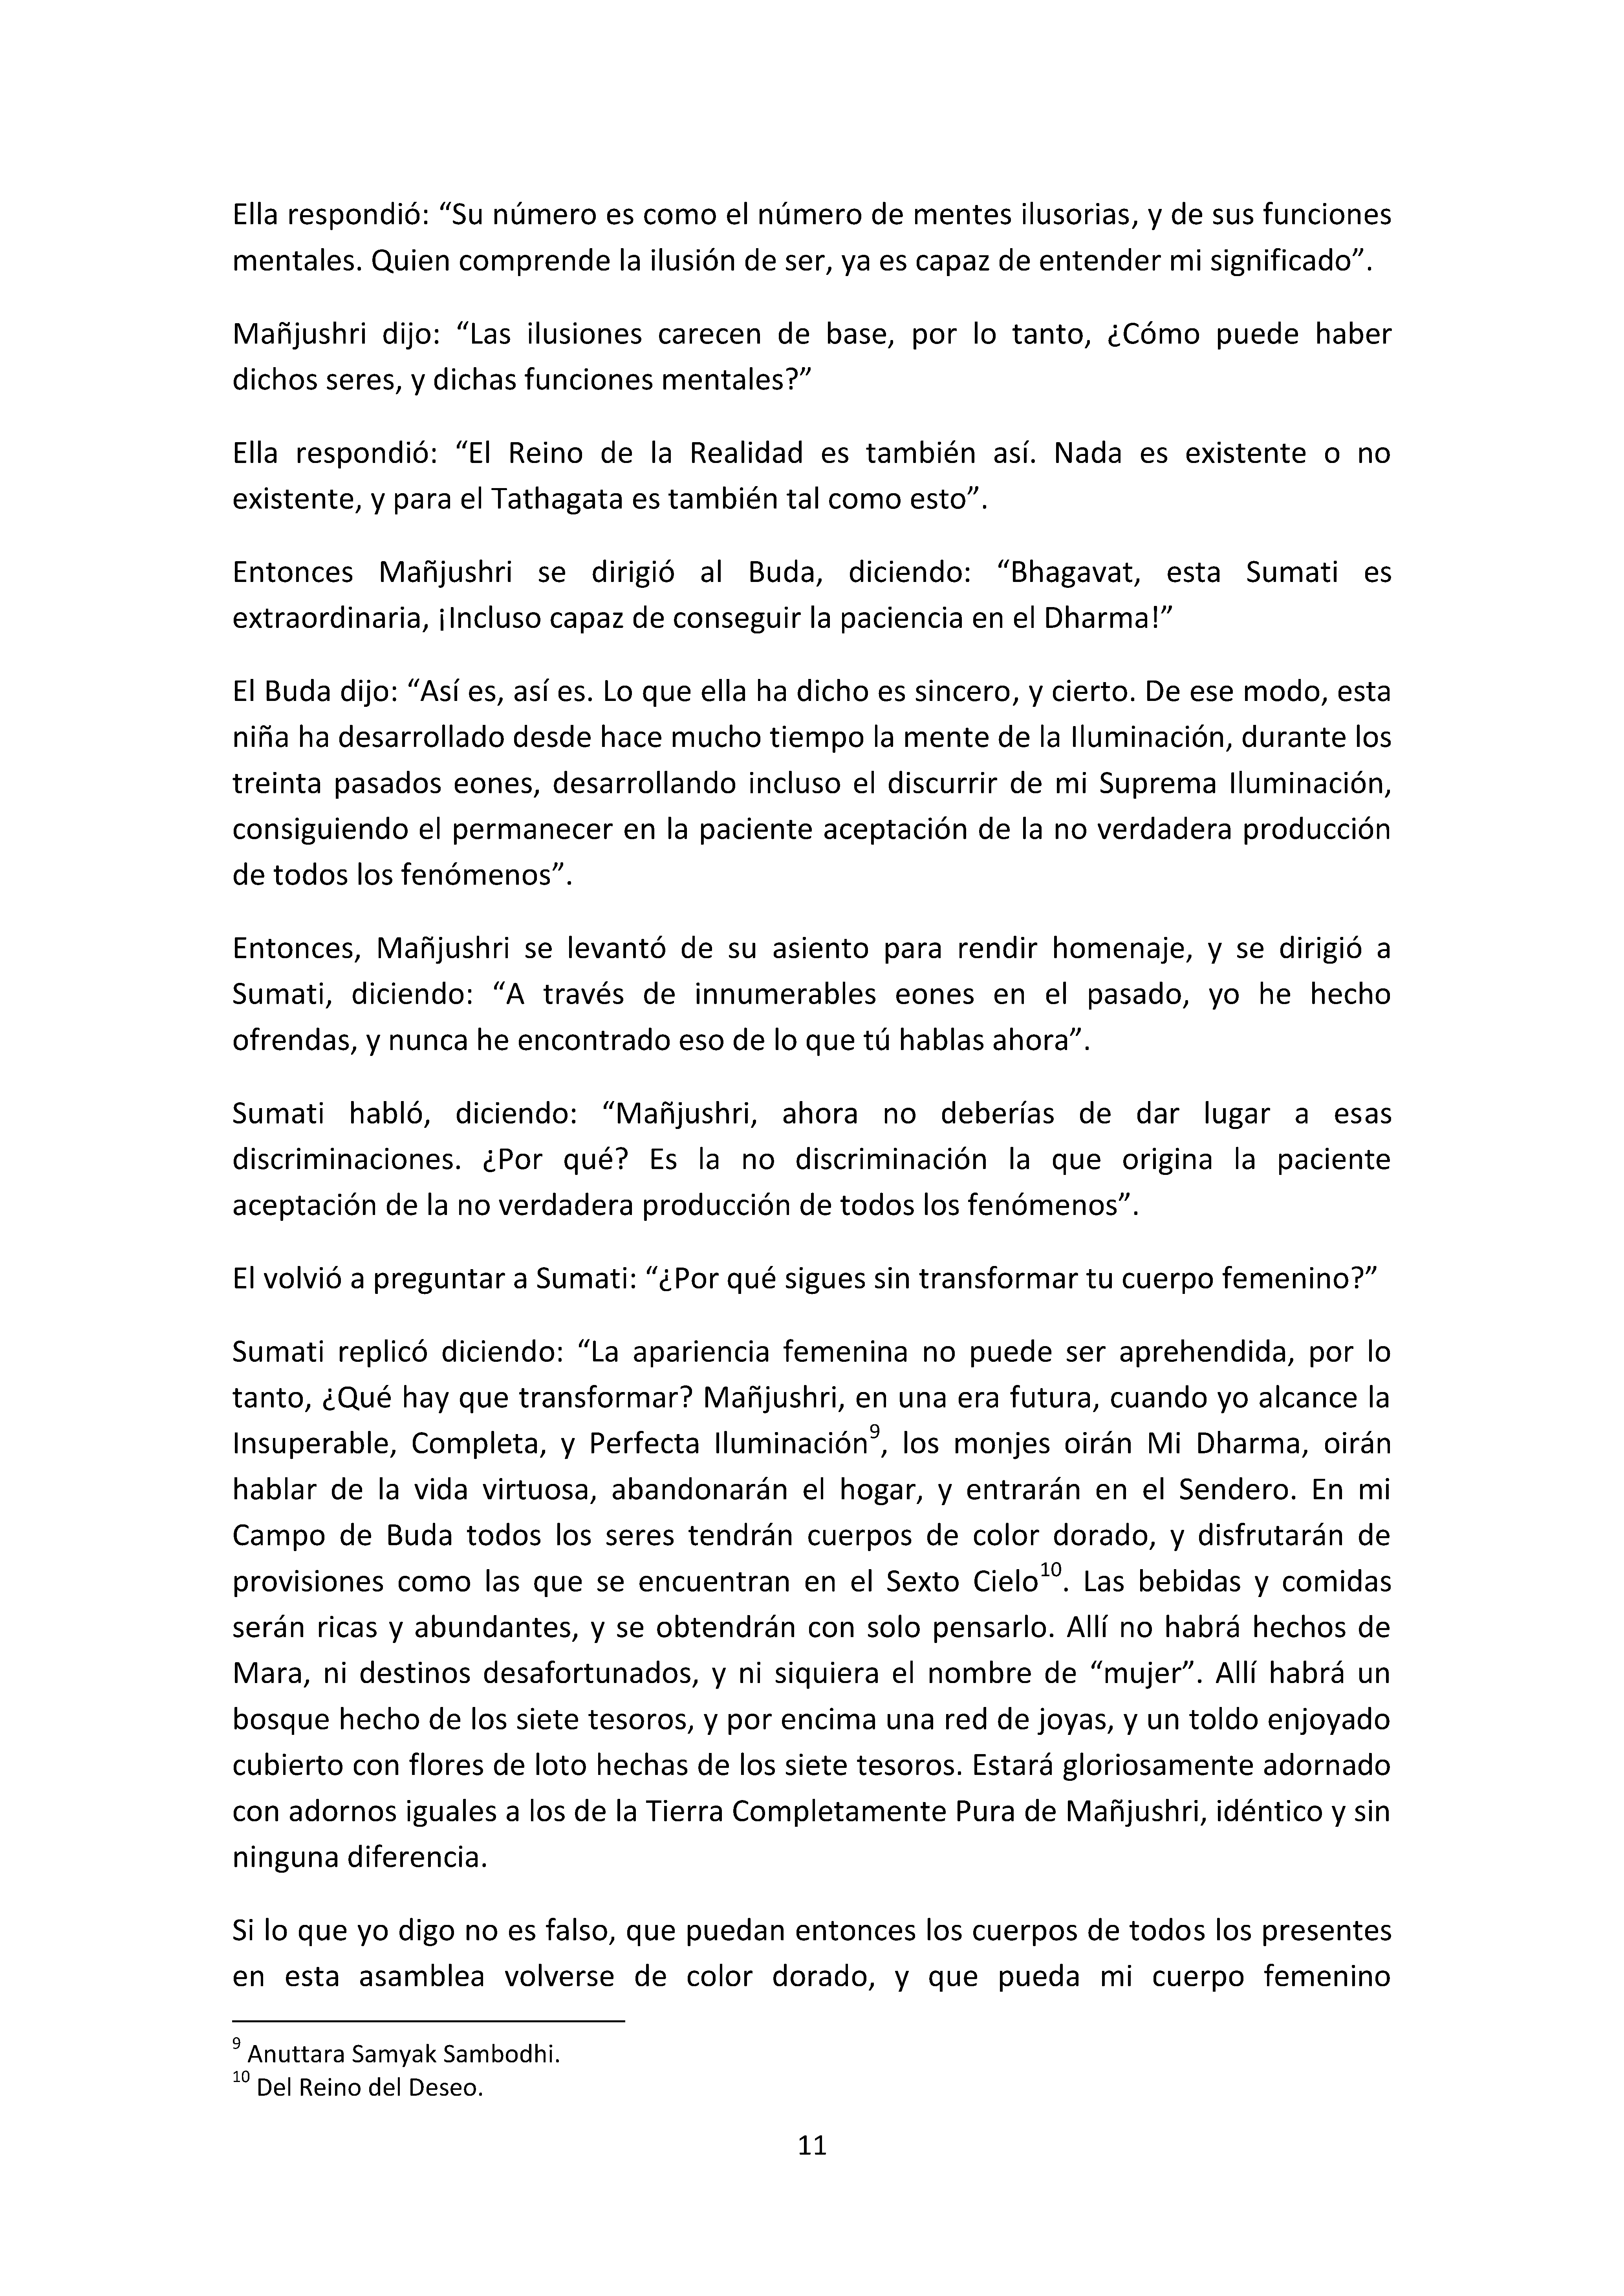 Ella respondió: “Su número es como el número de mentes ilusorias, y de sus funciones
mentales. Quien comprende la ilusión de ser, ya es capaz de entender mi significado”.
Mañjushri dijo: “Las ilusiones carecen de base, por lo tanto, ¿Cómo puede haber
dichos seres, y dichas funciones mentales?”
Ella respondió: “El Reino de la Realidad es también así. Nada es existente o no
existente, y para el Tathagata es también tal como esto”.
Entonces Mañjushri se dirigió al Buda, diciendo: “Bhagavat, esta Sumati es
extraordinaria, ¡Incluso capaz de conseguir la paciencia en el Dharma!”
El Buda dijo: “Así es, así es. Lo que ella ha dicho es sincero, y cierto. De ese modo, esta
niña ha desarrollado desde hace mucho tiempo la mente de la Iluminación, durante los
treinta pasados eones, desarrollando incluso el discurrir de mi Suprema Iluminación,
consiguiendo el permanecer en la paciente aceptación de la no verdadera producción
de todos los fenómenos”.
Entonces, Mañjushri se levantó de su asiento para rendir homenaje, y se dirigió a
Sumati, diciendo: “A través de innumerables eones en el pasado, yo he hecho
ofrendas, y nunca he encontrado eso de lo que tú hablas ahora”.
Sumati habló, diciendo: “Mañjushri, ahora no deberías de dar lugar a esas
discriminaciones. ¿Por qué? Es la no discriminación la que origina la paciente
aceptación de la no verdadera producción de todos los fenómenos”.
El volvió a preguntar a Sumati: “¿Por qué sigues sin transformar tu cuerpo femenino?”
Sumati replicó diciendo: “La apariencia femenina no puede ser aprehendida, por lo
tanto, ¿Qué hay que transformar? Mañjushri, en una era futura, cuando yo alcance la
Insuperable, Completa, y Perfecta Iluminación9, los monjes oirán Mi Dharma, oirán
hablar de la vida virtuosa, abandonarán el hogar, y entrarán en el Sendero. En mi
Campo de Buda todos los seres tendrán cuerpos de color dorado, y disfrutarán de
provisiones como las que se encuentran en el Sexto Cielo10. Las bebidas y comidas
serán ricas y abundantes, y se obtendrán con solo pensarlo. Allí no habrá hechos de
Mara, ni destinos desafortunados, y ni siquiera el nombre de “mujer”. Allí habrá un
bosque hecho de los siete tesoros, y por encima una red de joyas, y un toldo enjoyado
cubierto con flores de loto hechas de los siete tesoros. Estará gloriosamente adornado
con adornos iguales a los de la Tierra Completamente Pura de Mañjushri, idéntico y sin
ninguna diferencia.
Si lo que yo digo no es falso, que puedan entonces los cuerpos de todos los presentes
en esta asamblea volverse de color dorado, y que pueda mi cuerpo femenino
9 Anuttara Samyak Sambodhi.
10 Del Reino del Deseo.
11